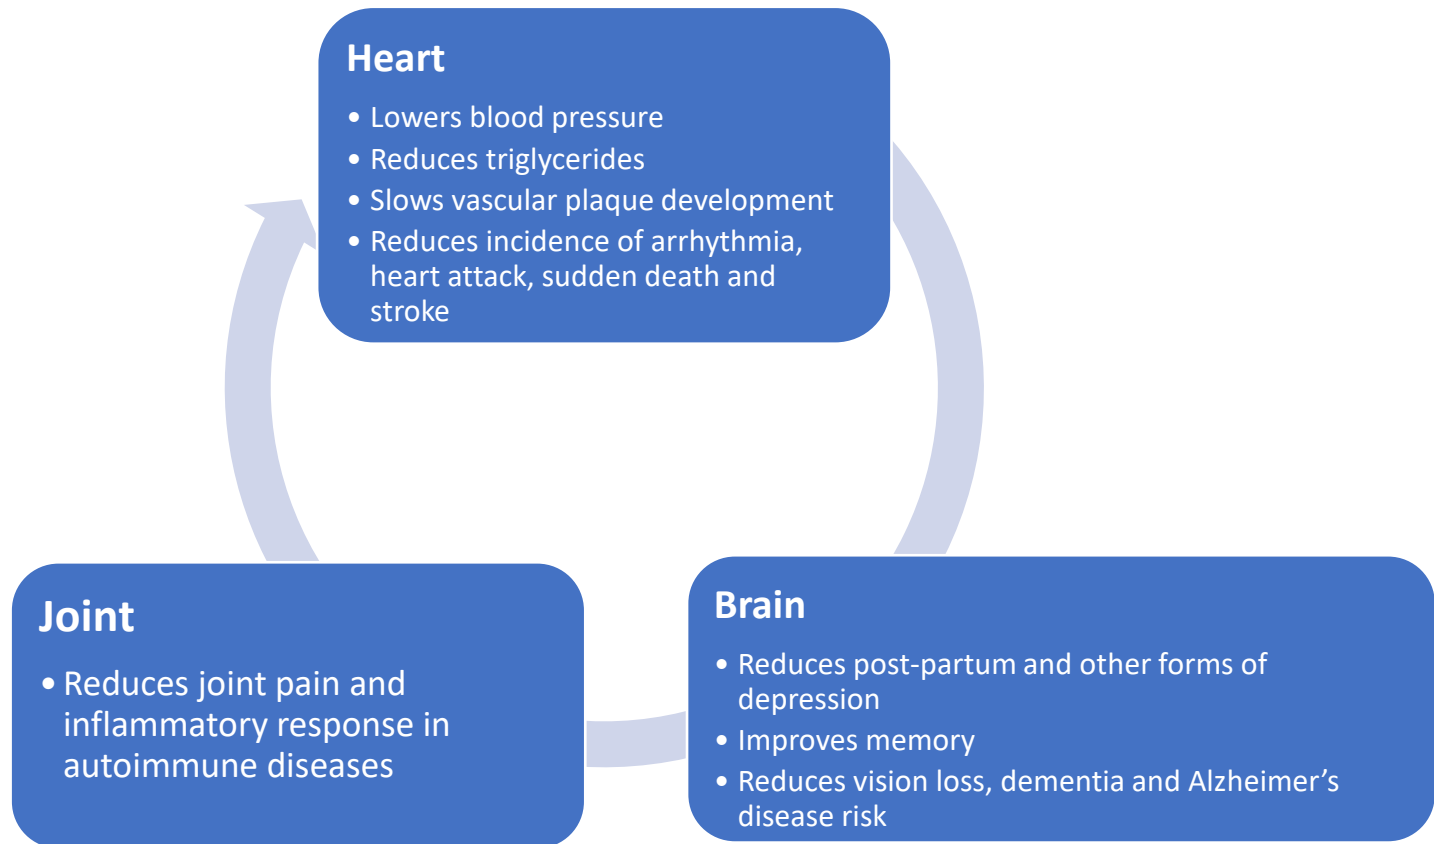 Heart
• Lowers blood pressure
• Reduces triglycerides
• Slows vascular plaque development
• Reduces incidence of arrhythmia,
heart attack, sudden death and
stroke
Joint
• Reduces joint pain and
inflammatory response in
autoimmune diseases
Brain
• Reduces post-partum and other forms of
depression
• Improves memory
• Reduces vision loss, dementia and Alzheimer’s
disease risk